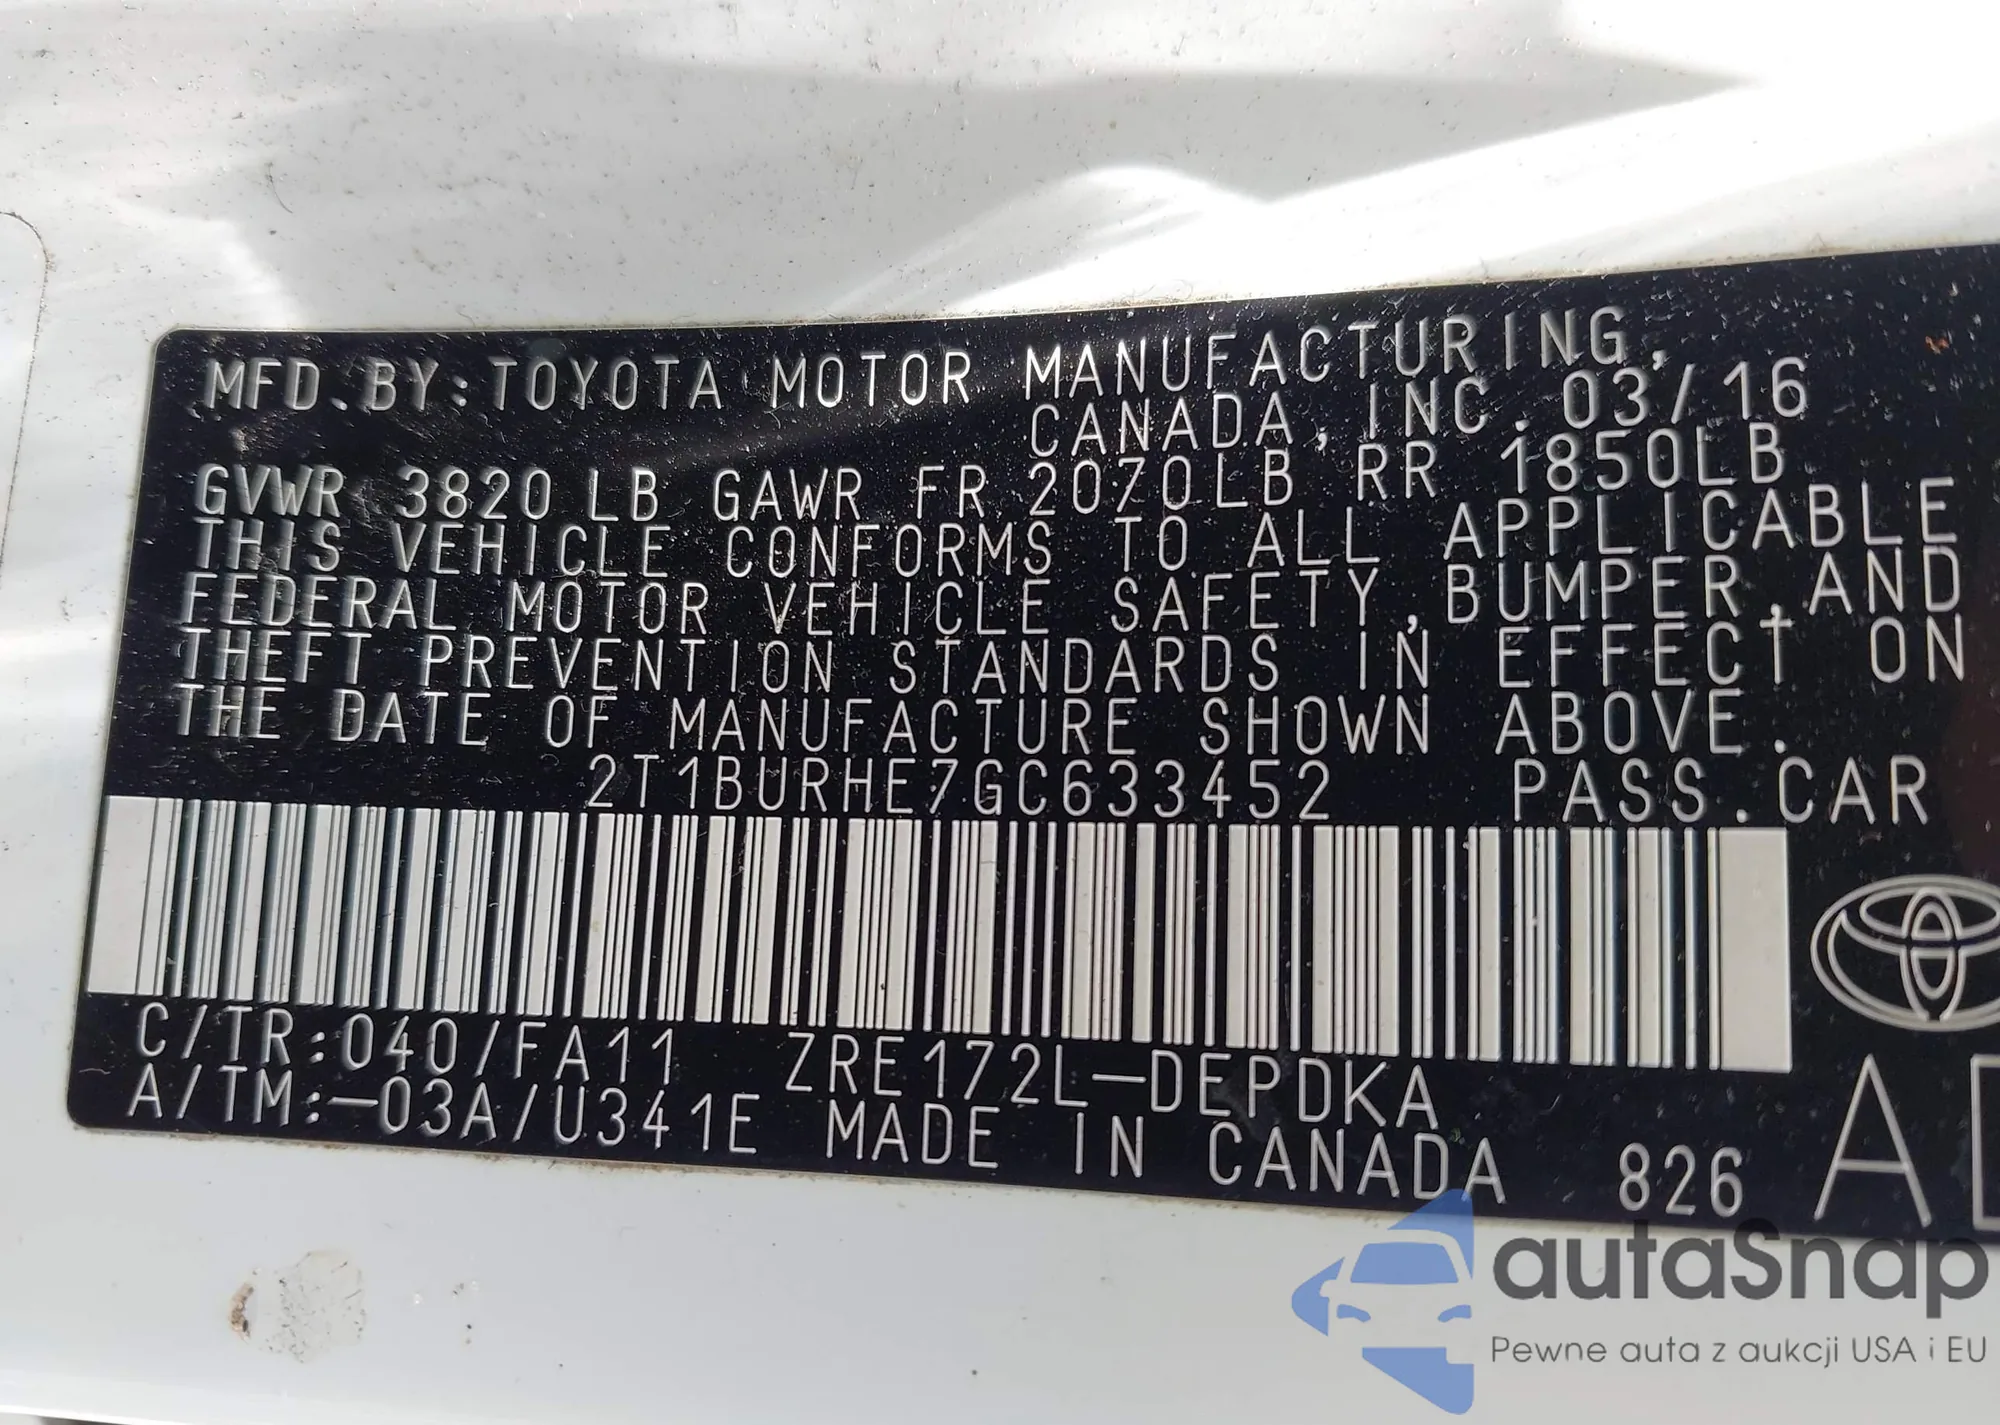 MFD.BY:TOYOTA MOTOR MANUFACTURING,
CANADA, INC. 03/16
GVWR 3820 LB GAWR FR 2070LB RR 1850LB
THIS VEHICLE CONFORMS TO ALL APPLICABLE
FEDERAL MOTOR VEHICLE SAFETY,BUMPER,AND
THEFT PREVENTION STANDARDS IN EFFECT ON
THE DATE OF MANUFACTURE SHOWN ABOVE.
2T1BURHE7GC633452 PASS.CAR
C/TR:040/FA11 ZRE172L-DEPDKA
A/TM:-03A/U341E MADE IN CANADA 826
autoSnap
Pewne auta z aukcji USA i EU